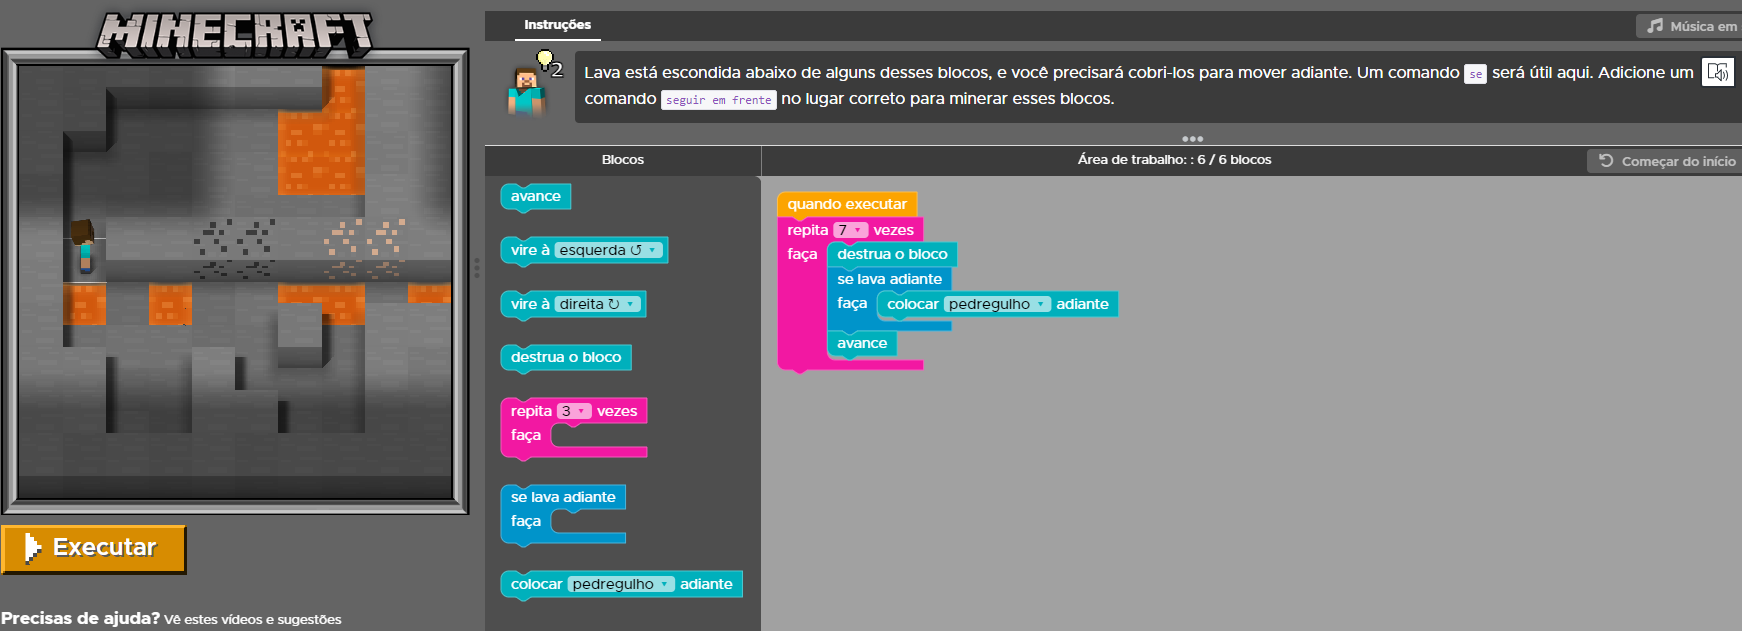 MINECRAFT
Instruções
Música em
2
Lava está escondida abaixo de alguns desses blocos, e você precisará cobri-los para mover adiante. Um comando se será útil aqui. Adicione um
comando seguir em frente no lugar correto para minerar esses blocos.
Blocos
Área de trabalho: : 6 / 6 blocos
Começar do início
avance
vire à esquerda ↺
vire à direita ↻
destrua o bloco
repita 3 vezes
faça
se lava adiante
faça
colocar pedregulho adiante
quando executar
repita 7 vezes
faça destrua o bloco
se lava adiante
faça colocar pedregulho adiante
avance
Executar
Precisas de ajuda? Vê estes vídeos e sugestões